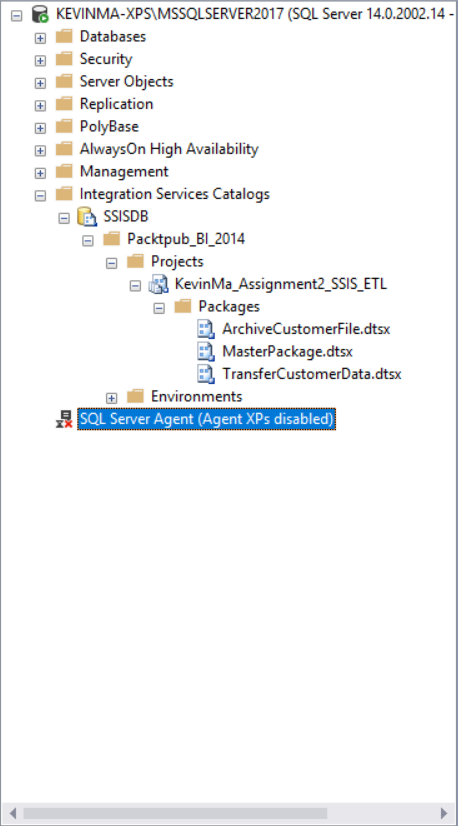 KEVINMA-XPS\MSSQLSERVER2017 (SQL Server 14.0.2002.14 -
Databases
Security
Server Objects
Replication
PolyBase
AlwaysOn High Availability
Management
Integration Services Catalogs
SSISDB
Packtpub_BI_2014
Projects
KevinMa_Assignment2_SSIS_ETL
Packages
ArchiveCustomerFile.dtsx
MasterPackage.dtsx
TransferCustomerData.dtsx
Environments
SQL Server Agent (Agent XPs disabled)